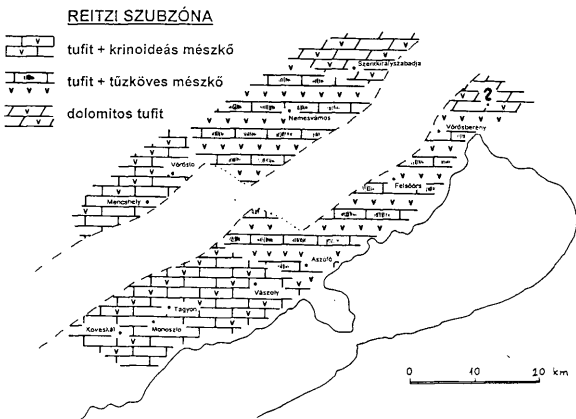 REITZI SZUBZÓNA
tufit + krinoideás mészkő
tufit + tűzköves mészkő
dolomitos tufit
Szentkirályszabadja
Nemesvámos
Vöröstó
Mencshely
?
Vörösberény
Felsőörs
Aszófő
Vászoly
Tagyon
Köveskál
Monoszló
0 10 20 km